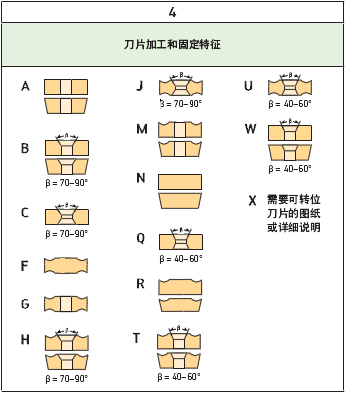 4
刀片加工和固定特征
A
B
β
β = 70–90°
C
β
β = 70–90°
F
G
H
β
β = 70–90°
J
β
β = 70–90°
M
N
Q
β
β = 40–60°
R
T
β
β = 40–60°
U
β
β = 40–60°
W
β
β = 40–60°
X 需要可转位
刀片的图纸
或详细说明